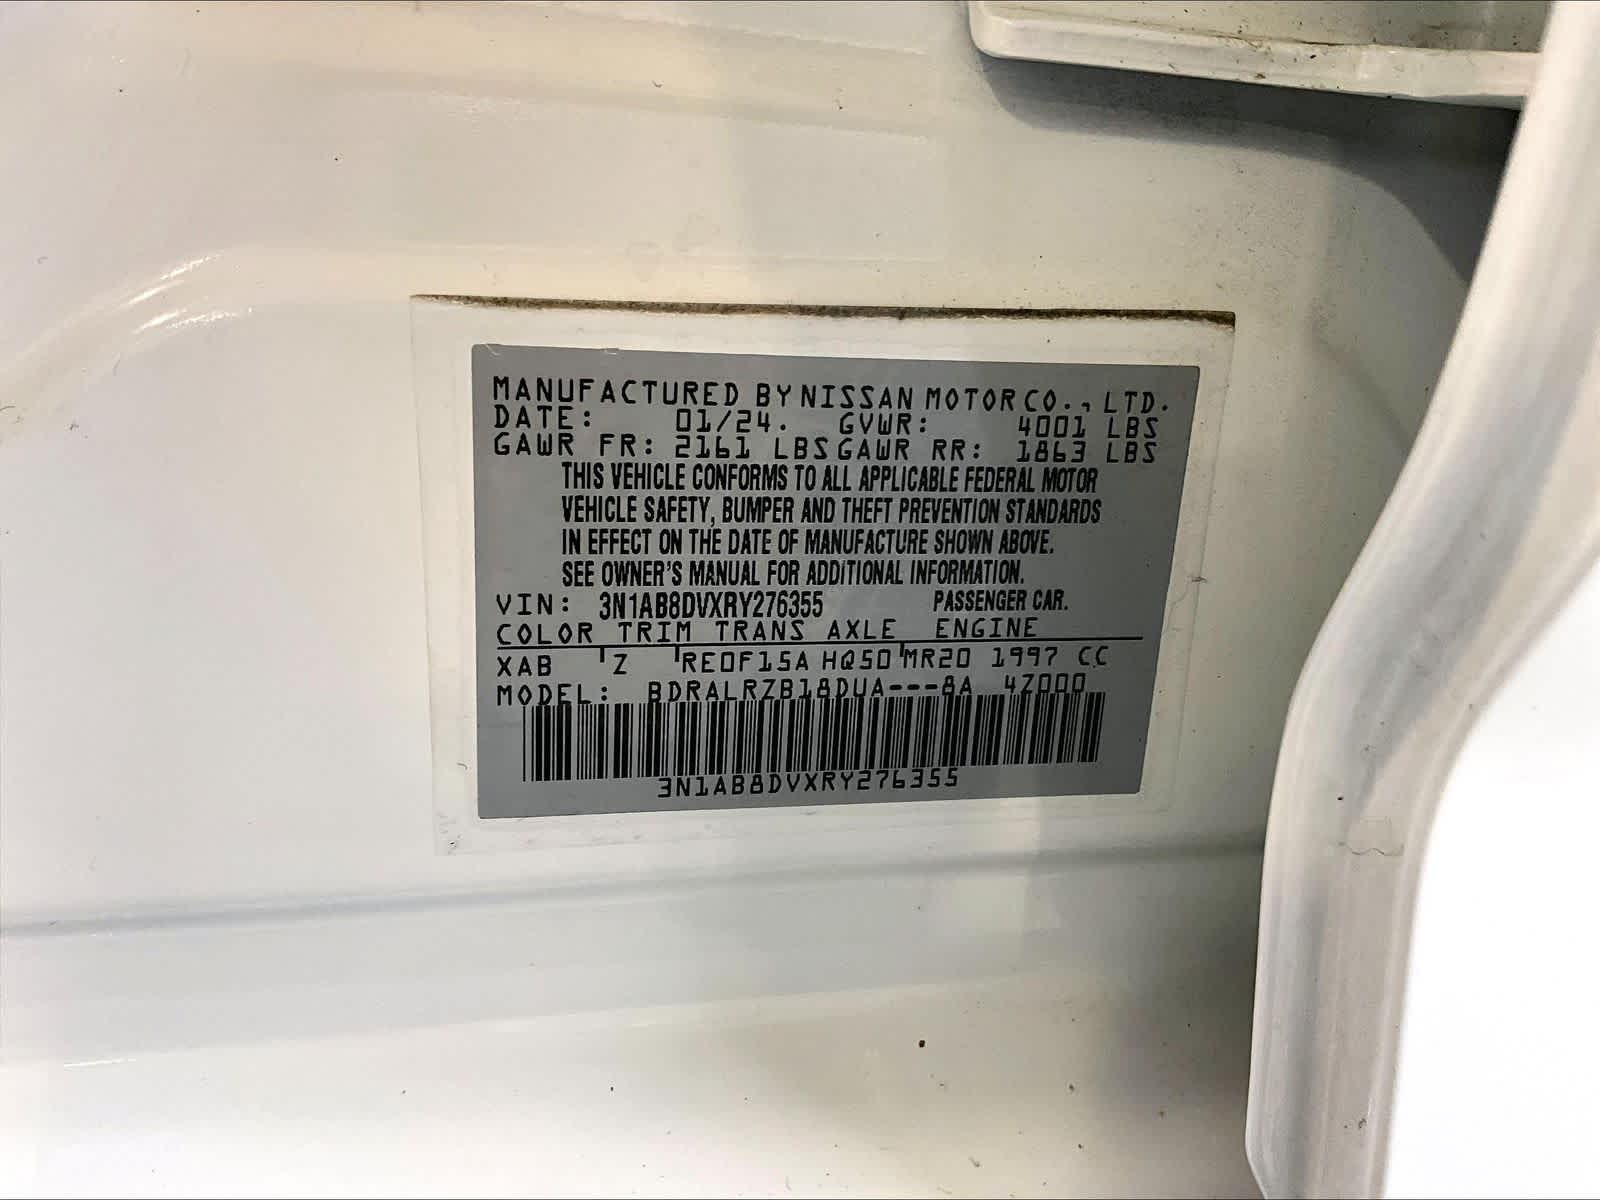 MANUFACTURED BY NISSAN MOTOR CO., LTD.
DATE: 01/24. GVWR: 4001 LBS
GAWR FR: 2161 LBS GAWR RR: 1863 LBS
THIS VEHICLE CONFORMS TO ALL APPLICABLE FEDERAL MOTOR
VEHICLE SAFETY, BUMPER AND THEFT PREVENTION STANDARDS
IN EFFECT ON THE DATE OF MANUFACTURE SHOWN ABOVE.
SEE OWNER'S MANUAL FOR ADDITIONAL INFORMATION.
VIN: 3N1AB8DVXRY276355 PASSENGER CAR.
COLOR TRIM TRANS AXLE ENGINE
XAB Z RE0F15A HQ50 MR20 1997 CC
MODEL: BDRALRZB18DUA---8A 4Z000
3N1AB8DVXRY276355